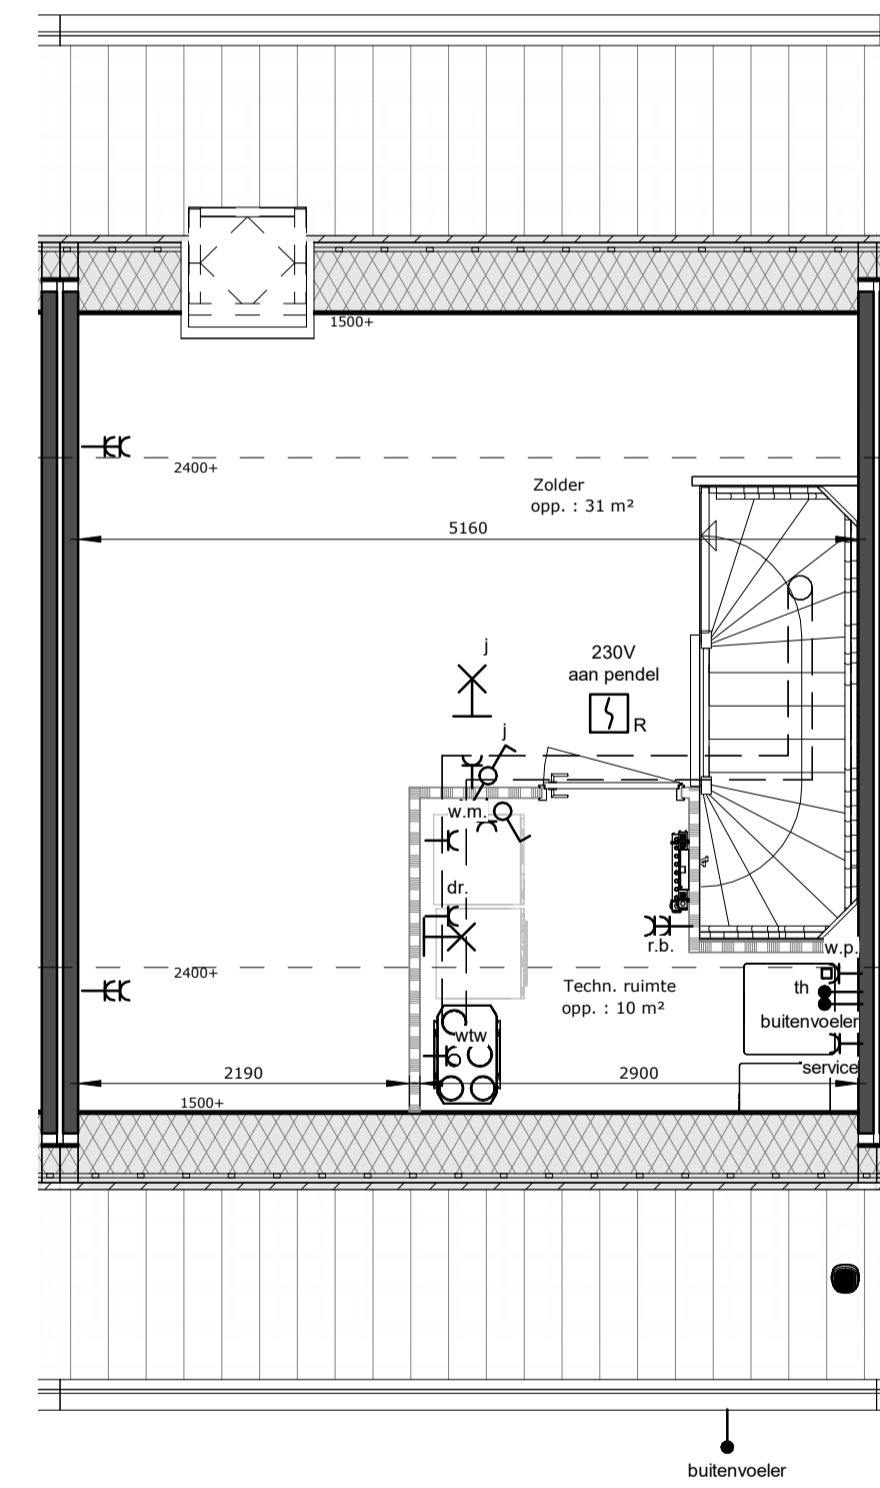 1500+
2400+
Zolder
opp. : 31 m²
5160
j
230V
aan pendel
R
j
w.m.
dr.
r.b.
w.p.
2400+
Techn. ruimte
opp. : 10 m²
th
buitenvoeler
wtw
service
2190
2900
1500+
buitenvoeler